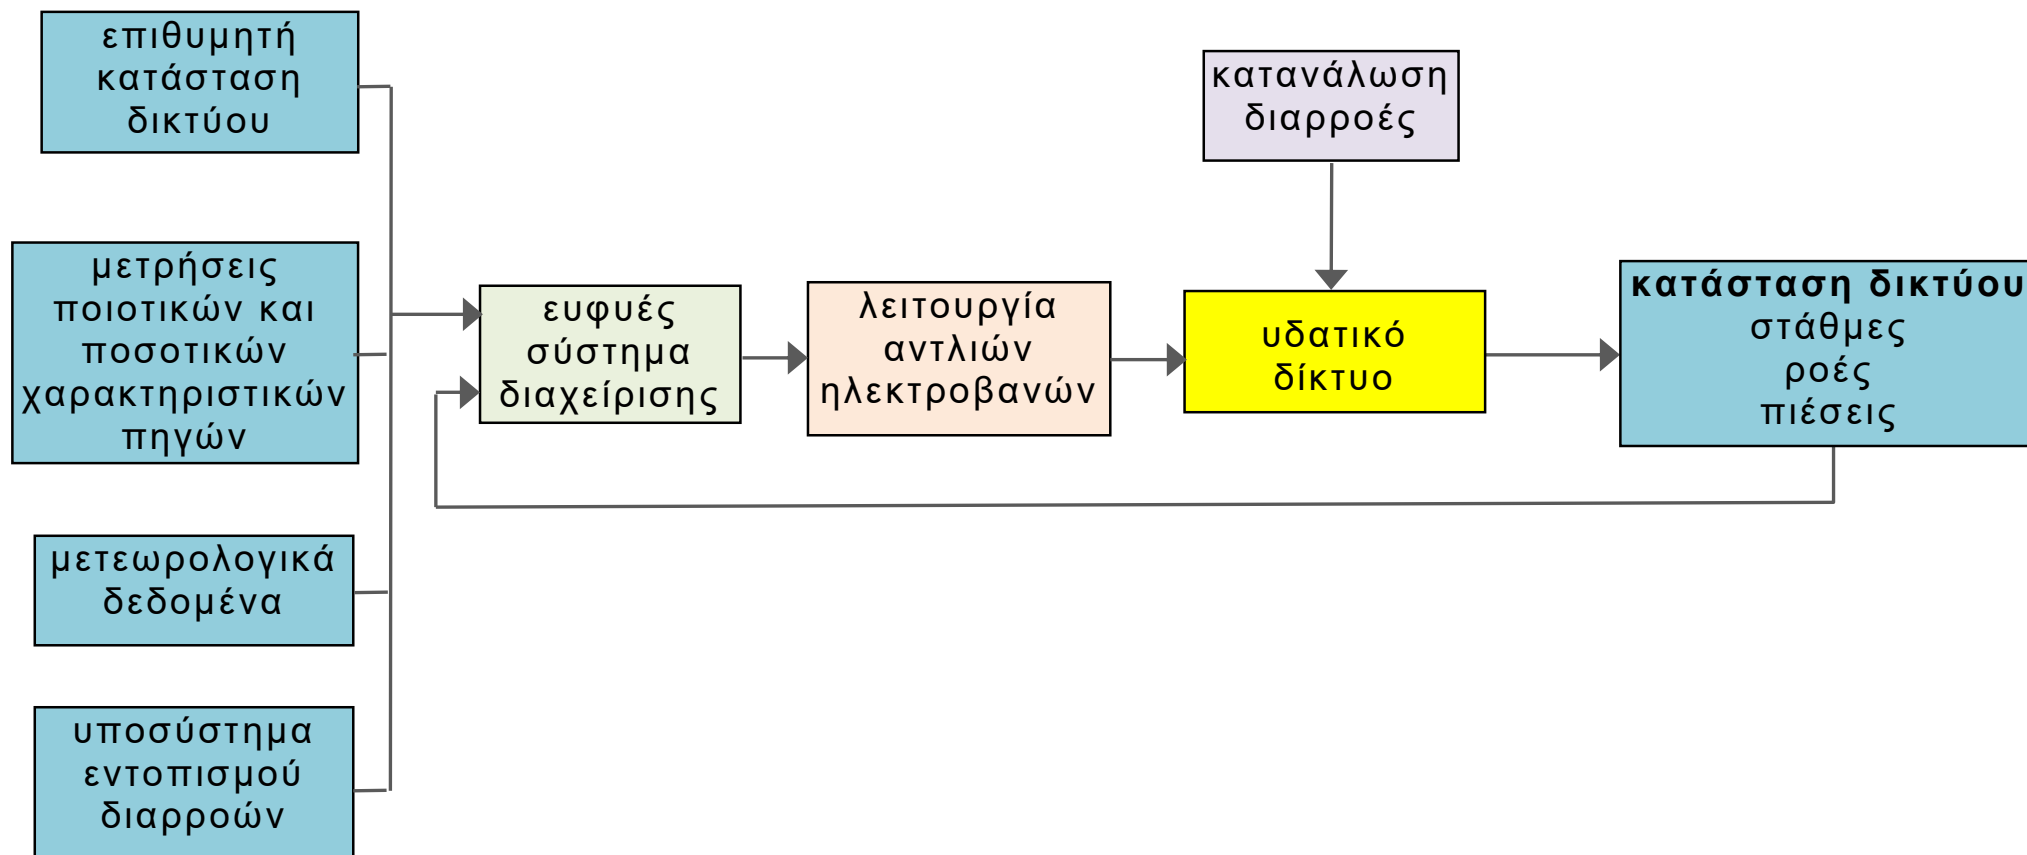 επιθυμητή
κατάσταση
δικτύου
μετρήσεις
ποιοτικών και
ποσοτικών
χαρακτηριστικών
πηγών
μετεωρολογικά
δεδομένα
υποσύστημα
εντοπισμού
διαρροών
ευφυές
σύστημα
διαχείρισης
λειτουργία
αντλιών
ηλεκτροβανών
κατανάλωση
διαρροές
υδατικό
δίκτυο
κατάσταση δικτύου
στάθμες
ροές
πιέσεις